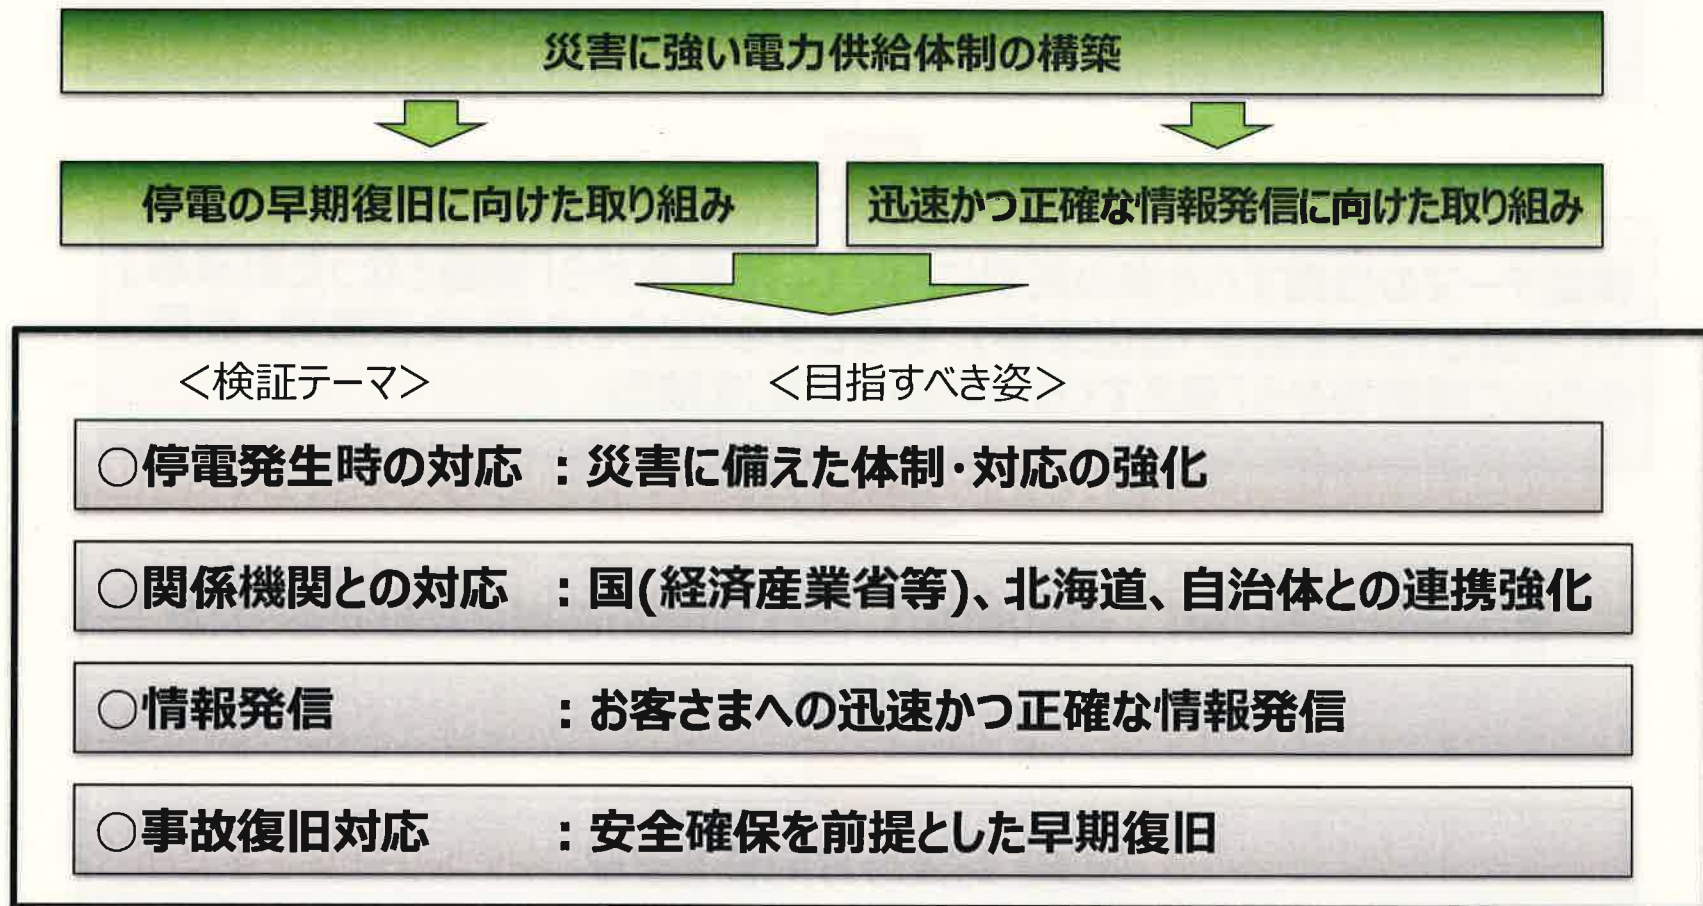 災害に強い電力供給体制の構築
停電の早期復旧に向けた取り組み
迅速かつ正確な情報発信に向けた取り組み
＜検証テーマ＞ ＜目指すべき姿＞
○停電発生時の対応 ：災害に備えた体制・対応の強化
○関係機関との対応 ：国(経済産業省等)、北海道、自治体との連携強化
○情報発信 ：お客さまへの迅速かつ正確な情報発信
○事故復旧対応 ：安全確保を前提とした早期復旧